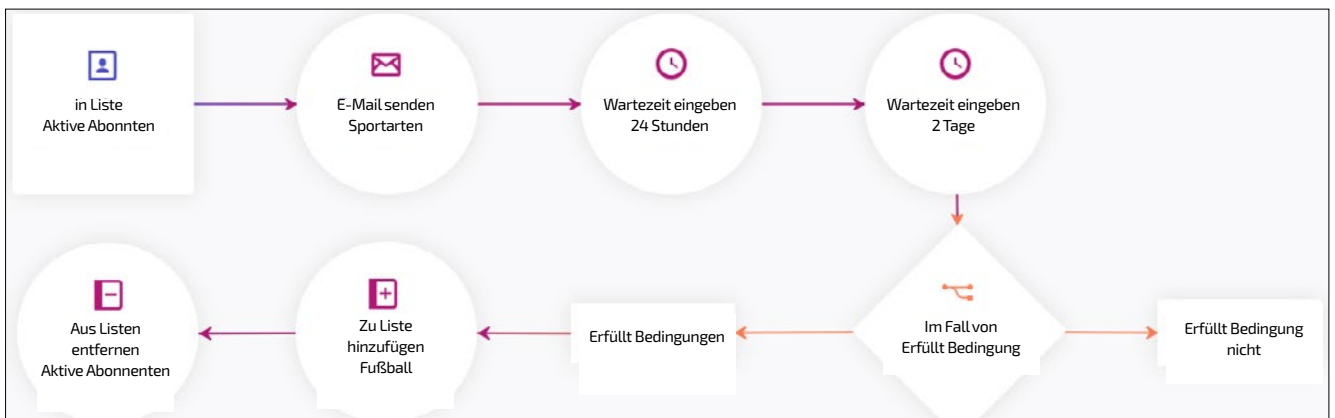 in Liste
Aktive Abonnten
E-Mail senden
Sportarten
Wartezeit eingeben
24 Stunden
Wartezeit eingeben
2 Tage
Aus Listen
entfernen
Aktive Abonnenten
Zu Liste
hinzufügen
Fußball
Erfüllt Bedingungen
Im Fall von
Erfüllt Bedingung
Erfüllt Bedingung
nicht